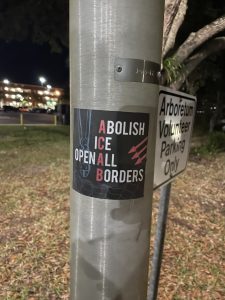 ABOLISH
ICE
OPEN ALL
BORDERS
Arboretum
Volunteer
Parking
Only